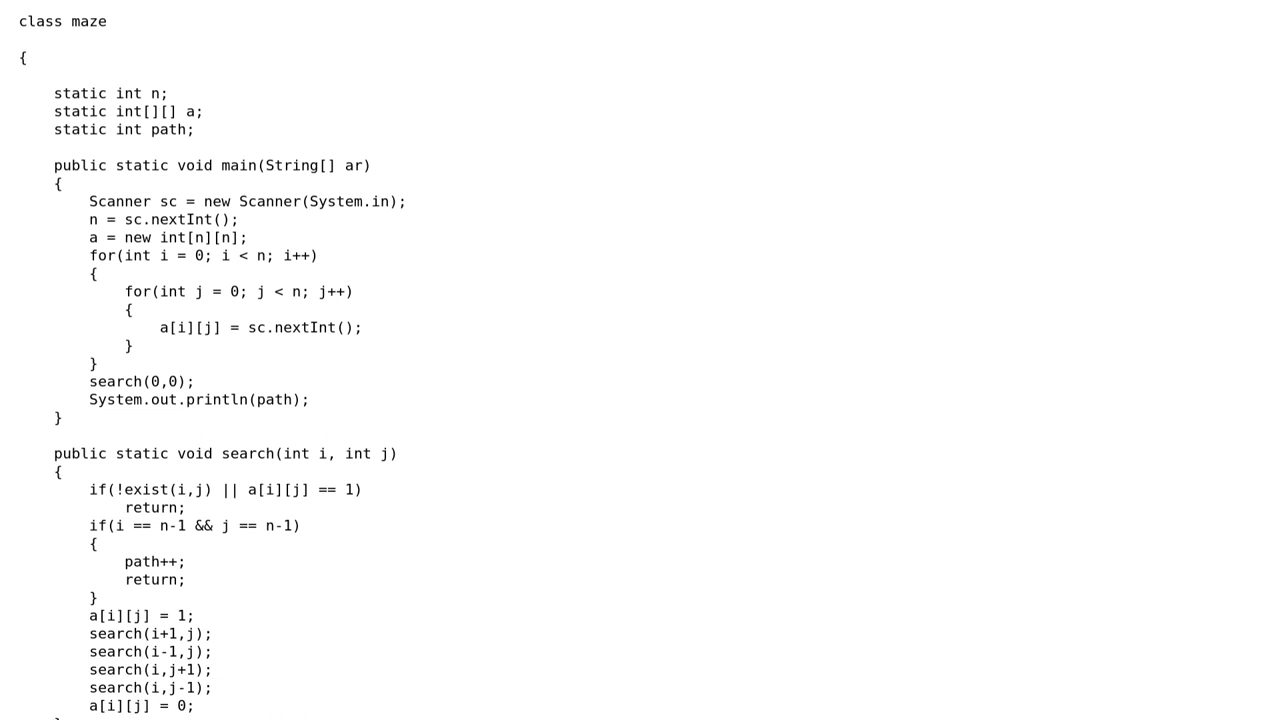 class maze
{
static int n;
static int[][] a;
static int path;
public static void main(String[] ar)
{
Scanner sc = new Scanner(System.in);
n = sc.nextInt();
a = new int[n][n];
for(int i = 0; i < n; i++)
{
for(int j = 0; j < n; j++)
{
a[i][j] = sc.nextInt();
}
}
search(0,0);
System.out.println(path);
}
public static void search(int i, int j)
{
if(!exist(i,j) || a[i][j] == 1)
return;
if(i == n-1 && j == n-1)
{
path++;
return;
}
a[i][j] = 1;
search(i+1,j);
search(i-1,j);
search(i,j+1);
search(i,j-1);
a[i][j] = 0;